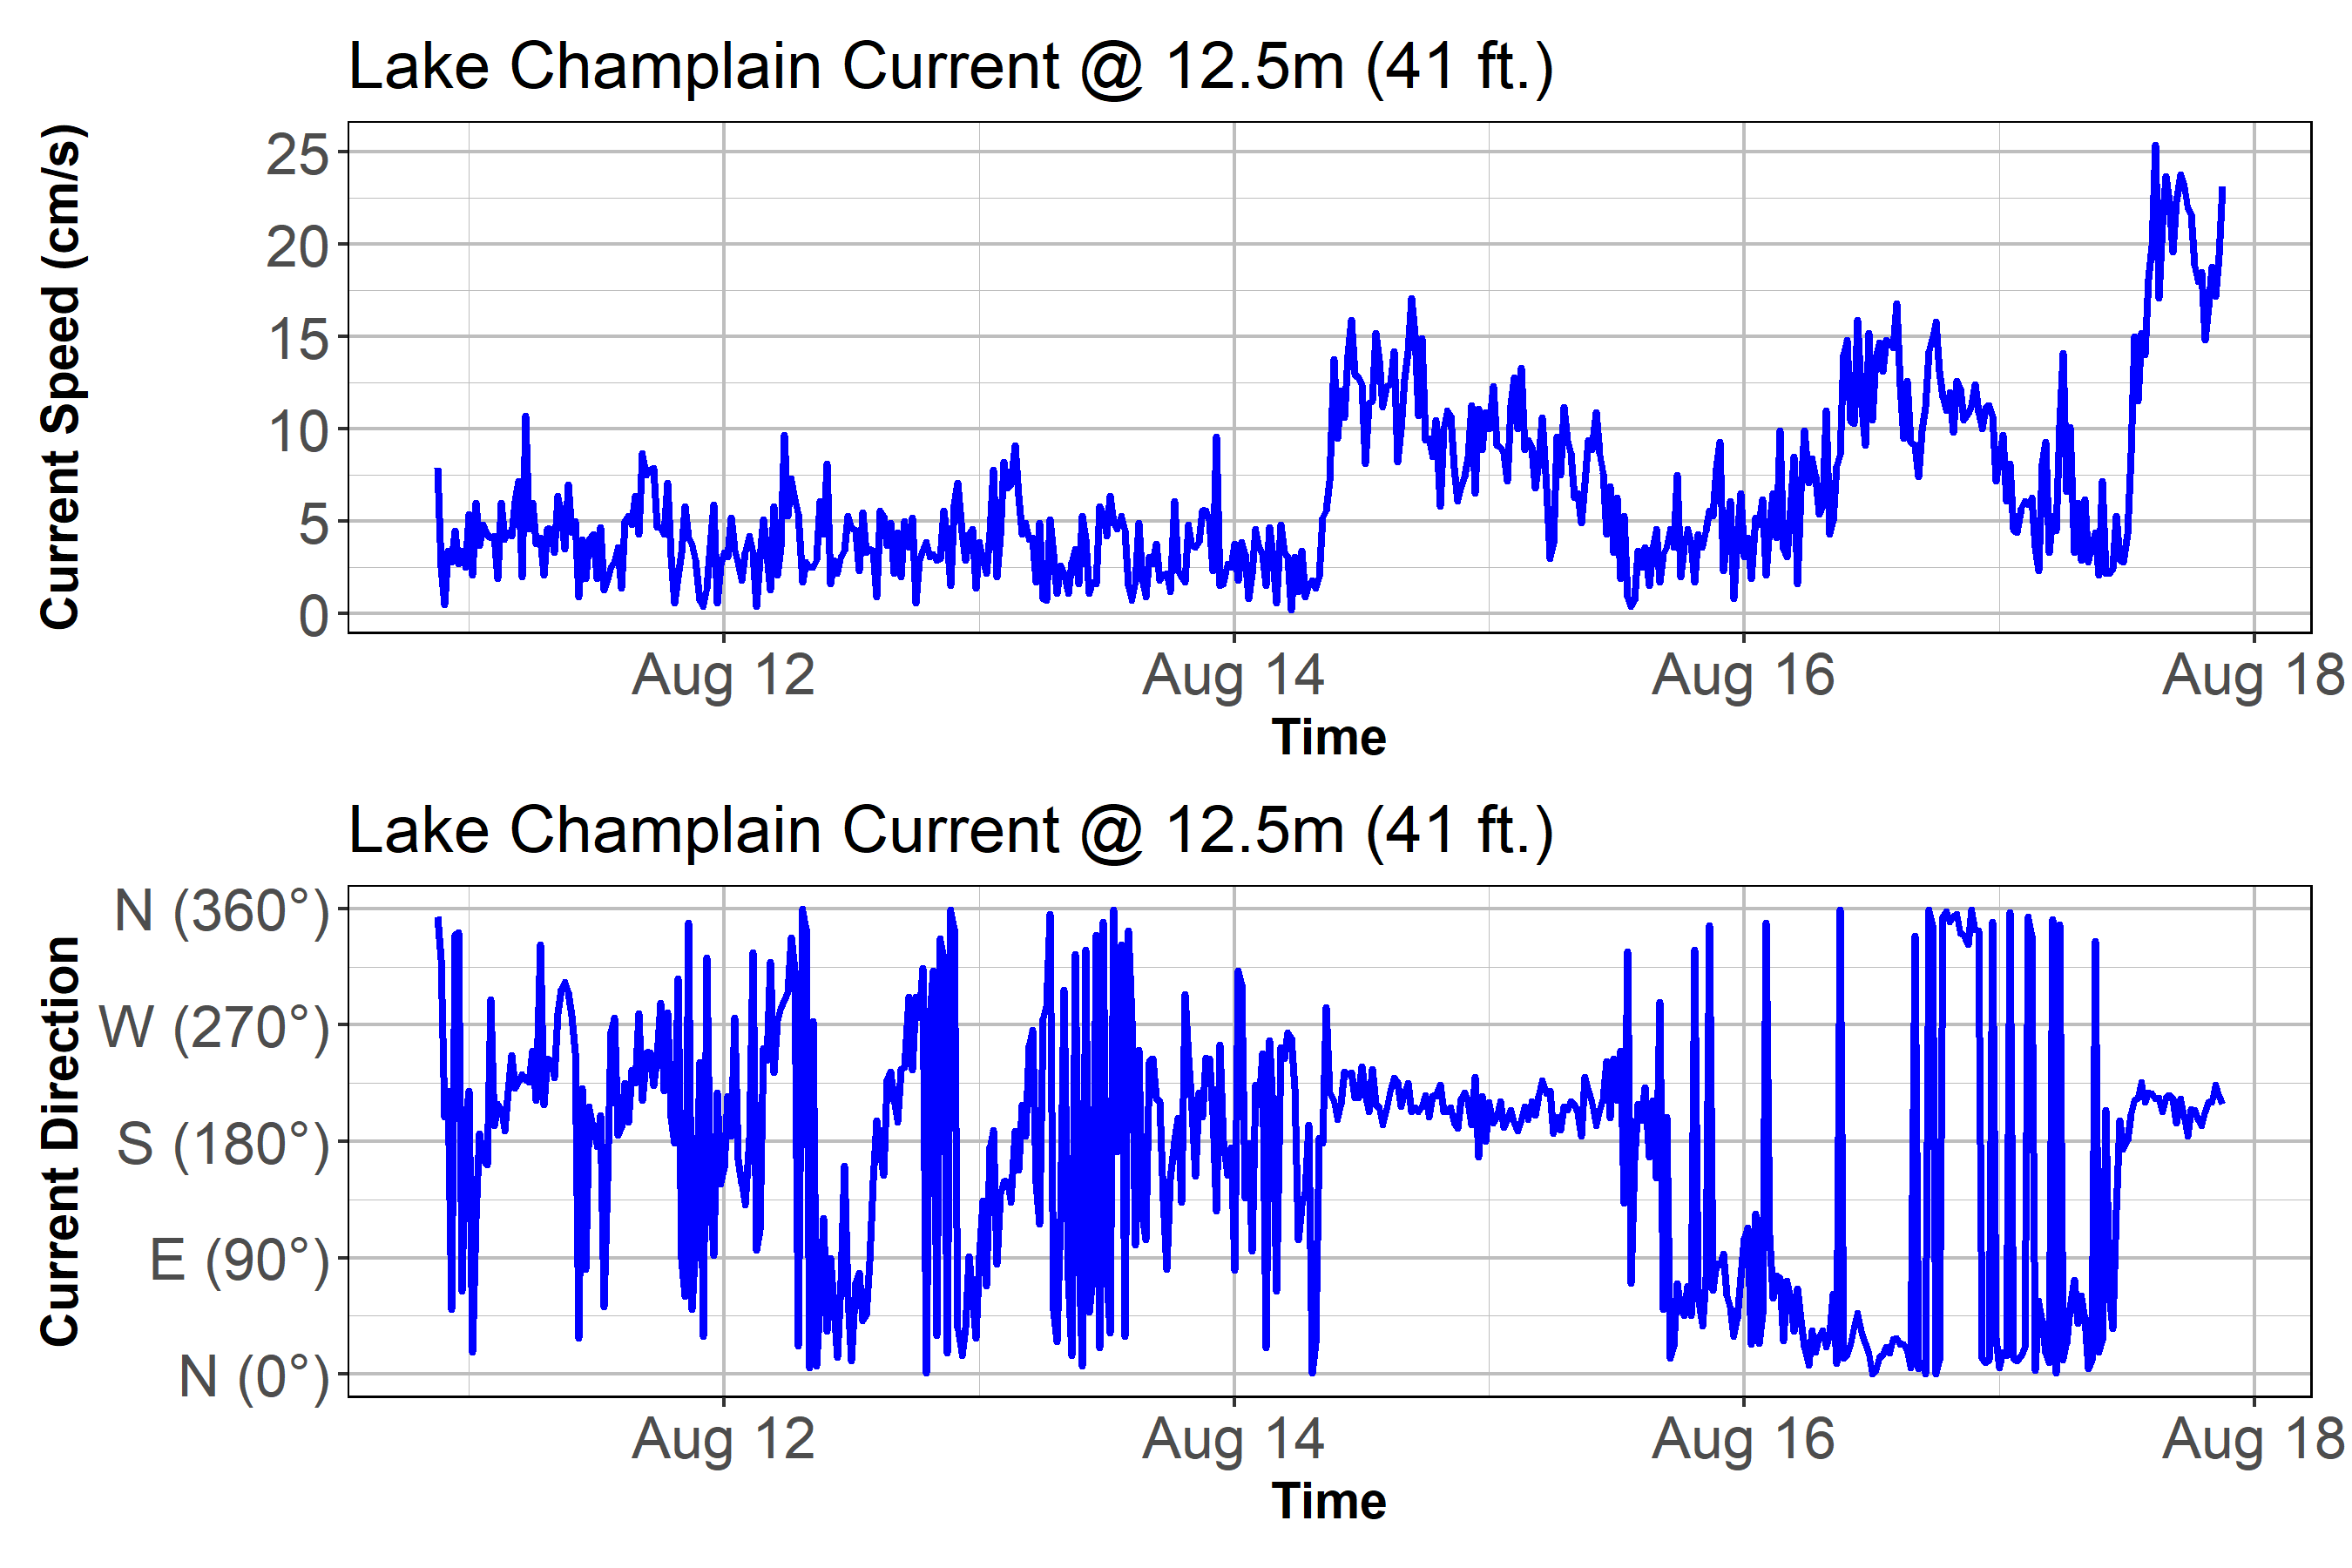 Lake Champlain Current @ 12.5m (41 ft.)
Current Speed (cm/s)
25
20
15
10
5
0
Aug 12 Aug 14 Aug 16 Aug 18
Time
Lake Champlain Current @ 12.5m (41 ft.)
Current Direction
N (360°)
W (270°)
S (180°)
E (90°)
N (0°)
Aug 12 Aug 14 Aug 16 Aug 18
Time